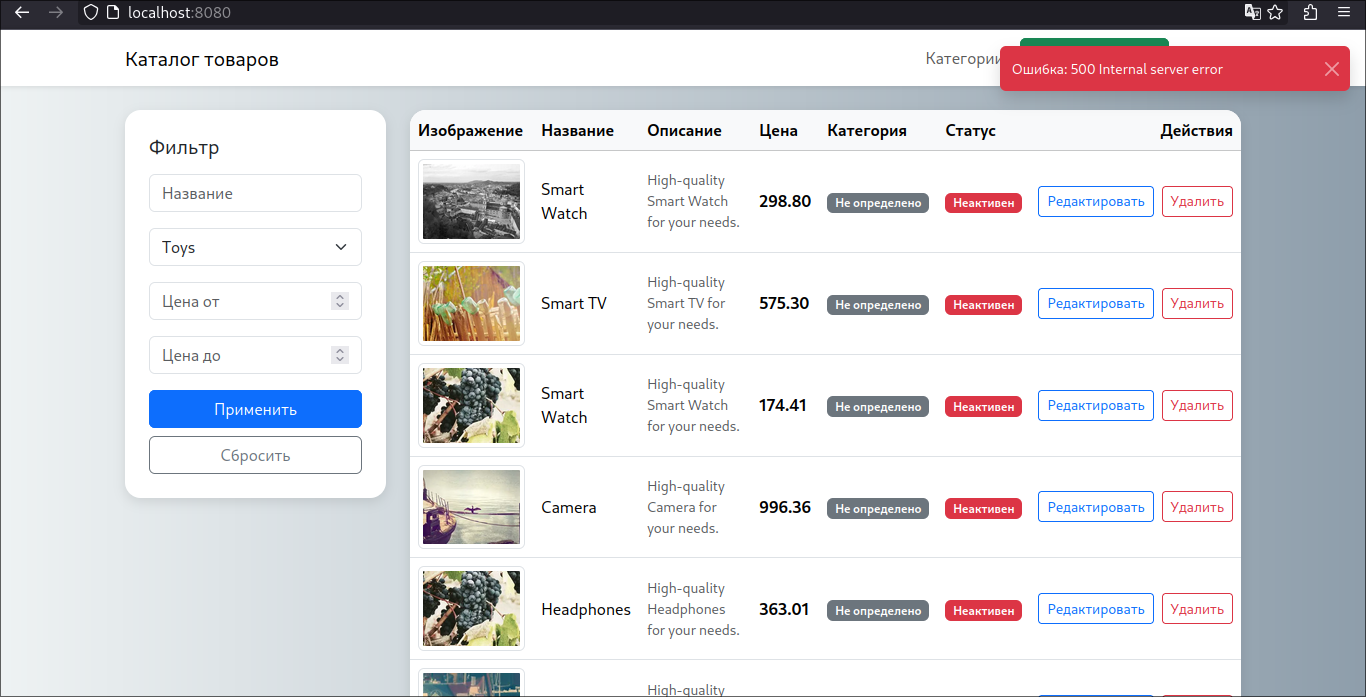 localhost:8080
Каталог товаров
Категории
Ошибка: 500 Internal server error
Фильтр
Название
Toys
Цена от
Цена до
Применить
Сбросить
Изображение Название Описание Цена Категория Статус Действия
Smart Watch High-quality Smart Watch for your needs. 298.80 Не определено Неактивен Редактировать Удалить
Smart TV High-quality Smart TV for your needs. 575.30 Не определено Неактивен Редактировать Удалить
Smart Watch High-quality Smart Watch for your needs. 174.41 Не определено Неактивен Редактировать Удалить
Camera High-quality Camera for your needs. 996.36 Не определено Неактивен Редактировать Удалить
Headphones High-quality Headphones for your needs. 363.01 Не определено Неактивен Редактировать Удалить
High-quality